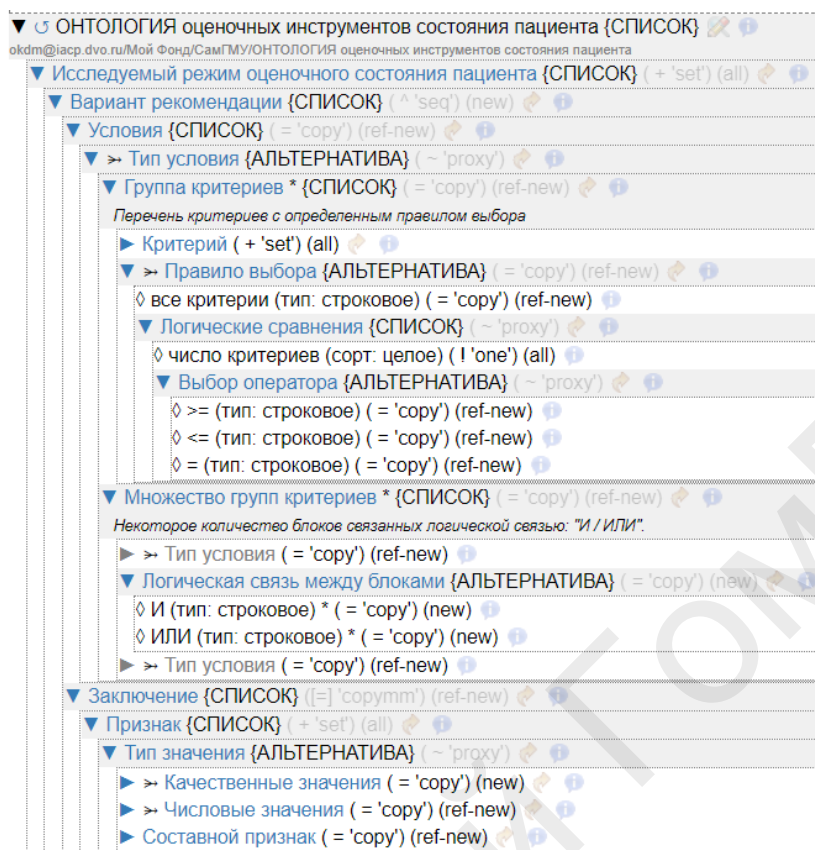 ▼ ↺ ОНТОЛОГИЯ оценочных инструментов состояния пациента {СПИСОК}
okdm@iacp.dvo.ru/Мой Фонд/СамГМУ/ОНТОЛОГИЯ оценочных инструментов состояния пациента
▼ Исследуемый режим оценочного состояния пациента {СПИСОК} ( + 'set') (all)
▼ Вариант рекомендации {СПИСОК} ( ^ 'seq') (new)
▼ Условия {СПИСОК} ( = 'copy') (ref-new)
▼ ➳ Тип условия {АЛЬТЕРНАТИВА} ( ~ 'proxy')
▼ Группа критериев * {СПИСОК} ( = 'copy') (ref-new)
Перечень критериев с определенным правилом выбора
▶ Критерий ( + 'set') (all)
▼ ➳ Правило выбора {АЛЬТЕРНАТИВА} ( = 'copy') (ref-new)
◊ все критерии (тип: строковое) ( = 'copy') (ref-new)
▼ Логические сравнения {СПИСОК} ( ~ 'proxy')
◊ число критериев (сорт: целое) ( ! 'one') (all)
▼ Выбор оператора {АЛЬТЕРНАТИВА} ( ~ 'proxy')
◊ >= (тип: строковое) ( = 'copy') (ref-new)
◊ <= (тип: строковое) ( = 'copy') (ref-new)
◊ = (тип: строковое) ( = 'copy') (ref-new)
▼ Множество групп критериев * {СПИСОК} ( = 'copy') (ref-new)
Некоторое количество блоков связанных логической связью: "И / ИЛИ".
▶ ➳ Тип условия ( = 'copy') (ref-new)
▼ Логическая связь между блоками {АЛЬТЕРНАТИВА} ( = 'copy') (new)
◊ И (тип: строковое) * ( = 'copy') (new)
◊ ИЛИ (тип: строковое) * ( = 'copy') (new)
▶ ➳ Тип условия ( = 'copy') (ref-new)
▼ Заключение {СПИСОК} ([=] 'copymm') (ref-new)
▼ Признак {СПИСОК} ( + 'set') (all)
▼ Тип значения {АЛЬТЕРНАТИВА} ( ~ 'proxy')
▶ ➳ Качественные значения ( = 'copy') (new)
▶ ➳ Числовые значения ( = 'copy') (ref-new)
▶ Составной признак ( = 'copy') (ref-new)